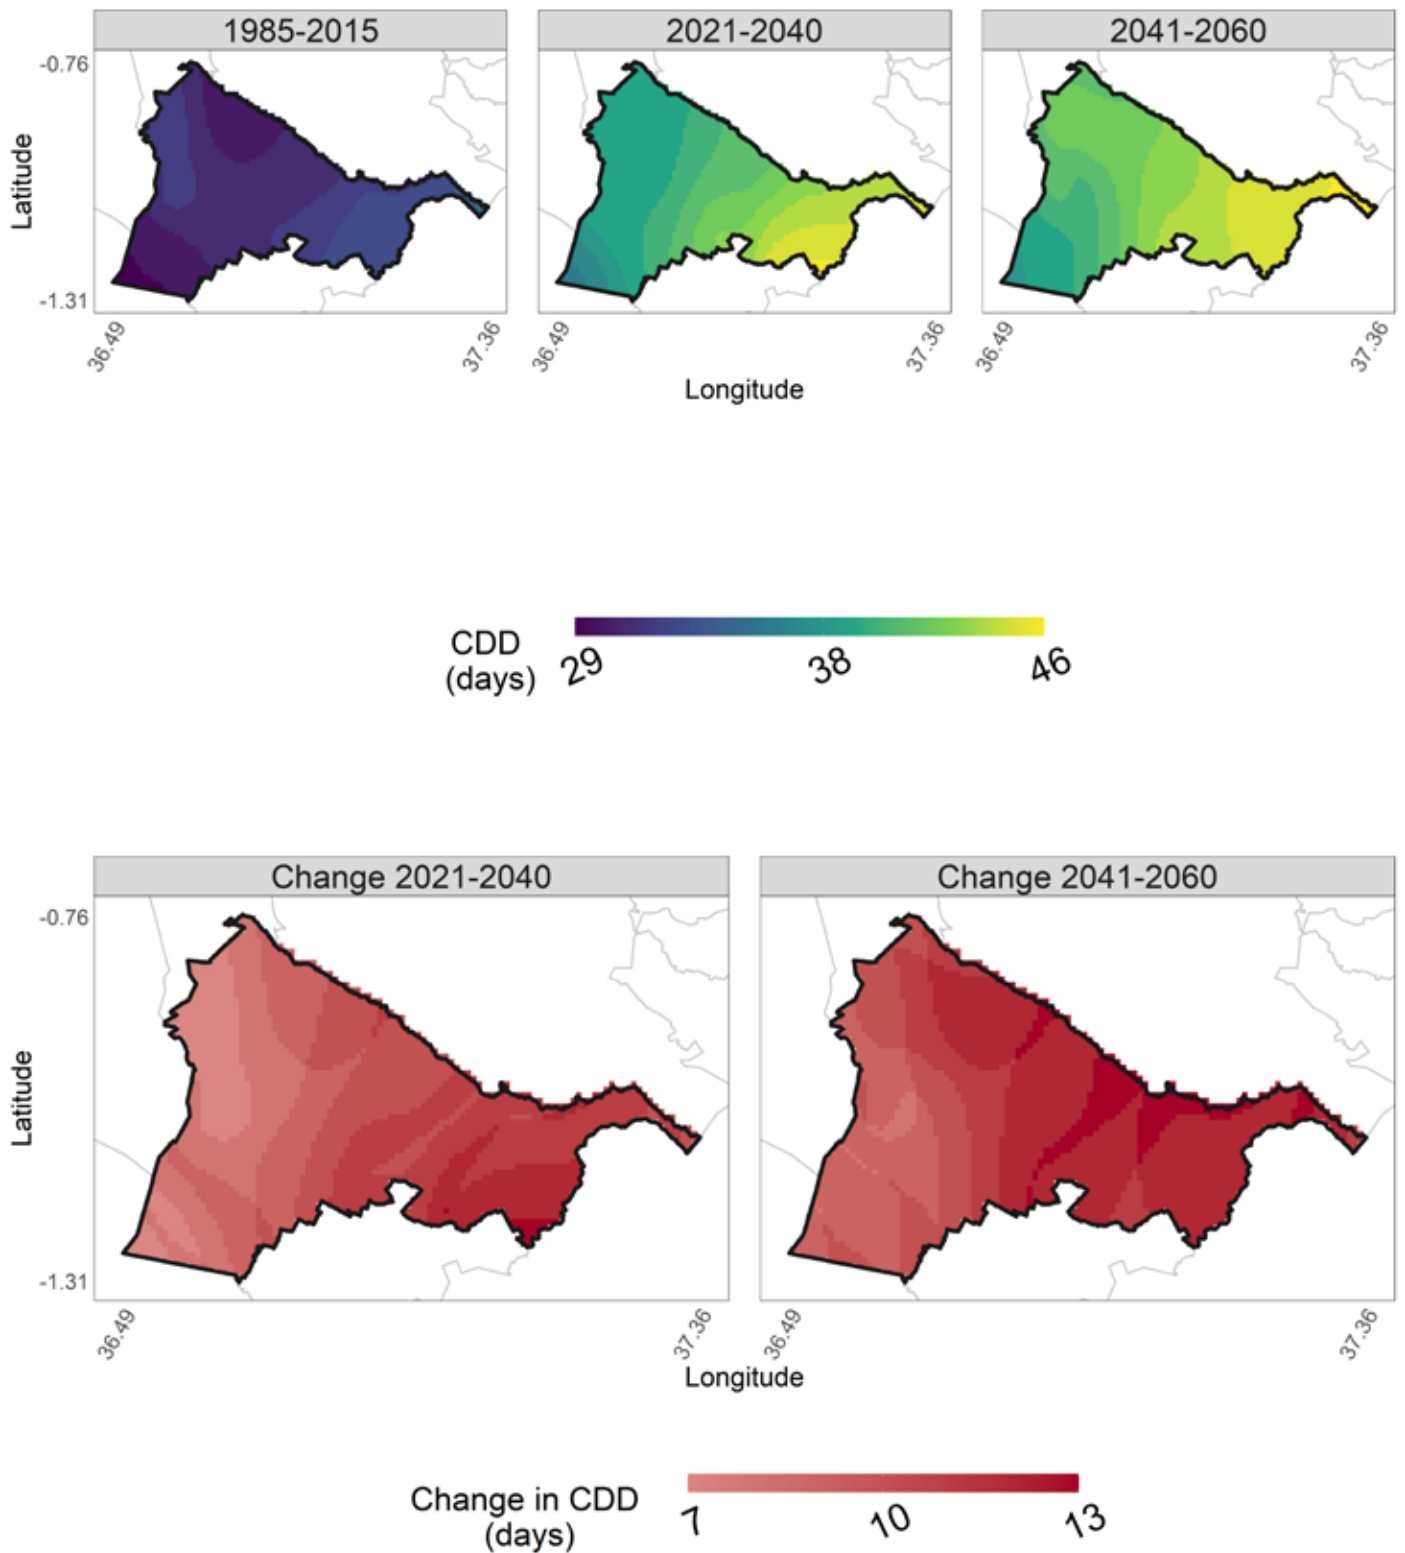 1985-2015
2021-2040
2041-2060
-0.76
Latitude
-1.31
36.49
37.36
36.49
37.36
36.49
37.36
Longitude
CDD
(days)
29
38
46
Change 2021-2040
Change 2041-2060
-0.76
Latitude
-1.31
36.49
37.36
36.49
37.36
Longitude
Change in CDD
(days)
7
10
13